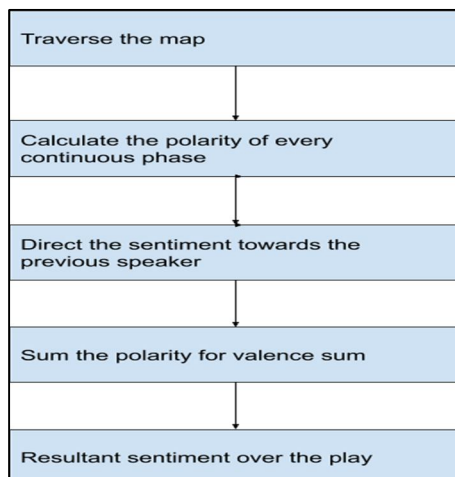 Traverse the map
Calculate the polarity of every
continuous phase
Direct the sentiment towards the
previous speaker
Sum the polarity for valence sum
Resultant sentiment over the play